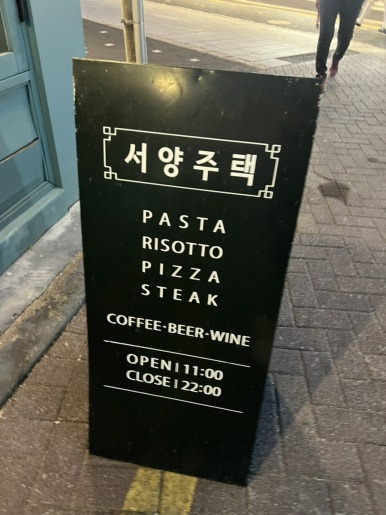 서양주택
PASTA
RISOTTO
PIZZA
STEAK
COFFEE·BEER·WINE
OPEN | 11:00
CLOSE | 22:00